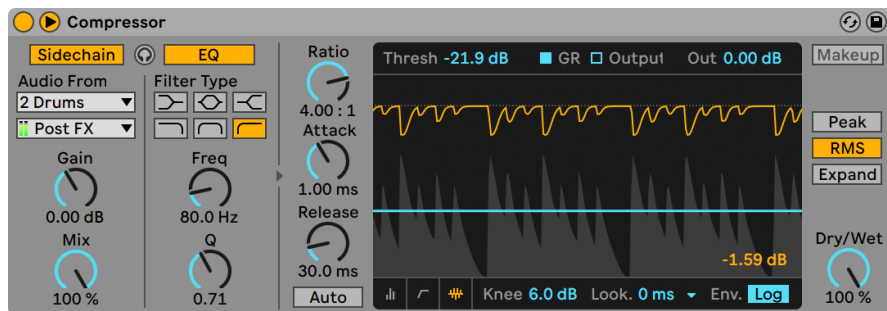 Compressor
Sidechain EQ
Audio From
2 Drums
Post FX
Gain
0.00 dB
Mix
100 %
Filter Type
Freq
80.0 Hz
Q
0.71
Ratio
4.00 : 1
Attack
1.00 ms
Release
30.0 ms
Auto
Thresh -21.9 dB GR Output Out 0.00 dB
-1.59 dB
Knee 6.0 dB Look. 0 ms Env. Log
Makeup
Peak
RMS
Expand
Dry/Wet
100 %